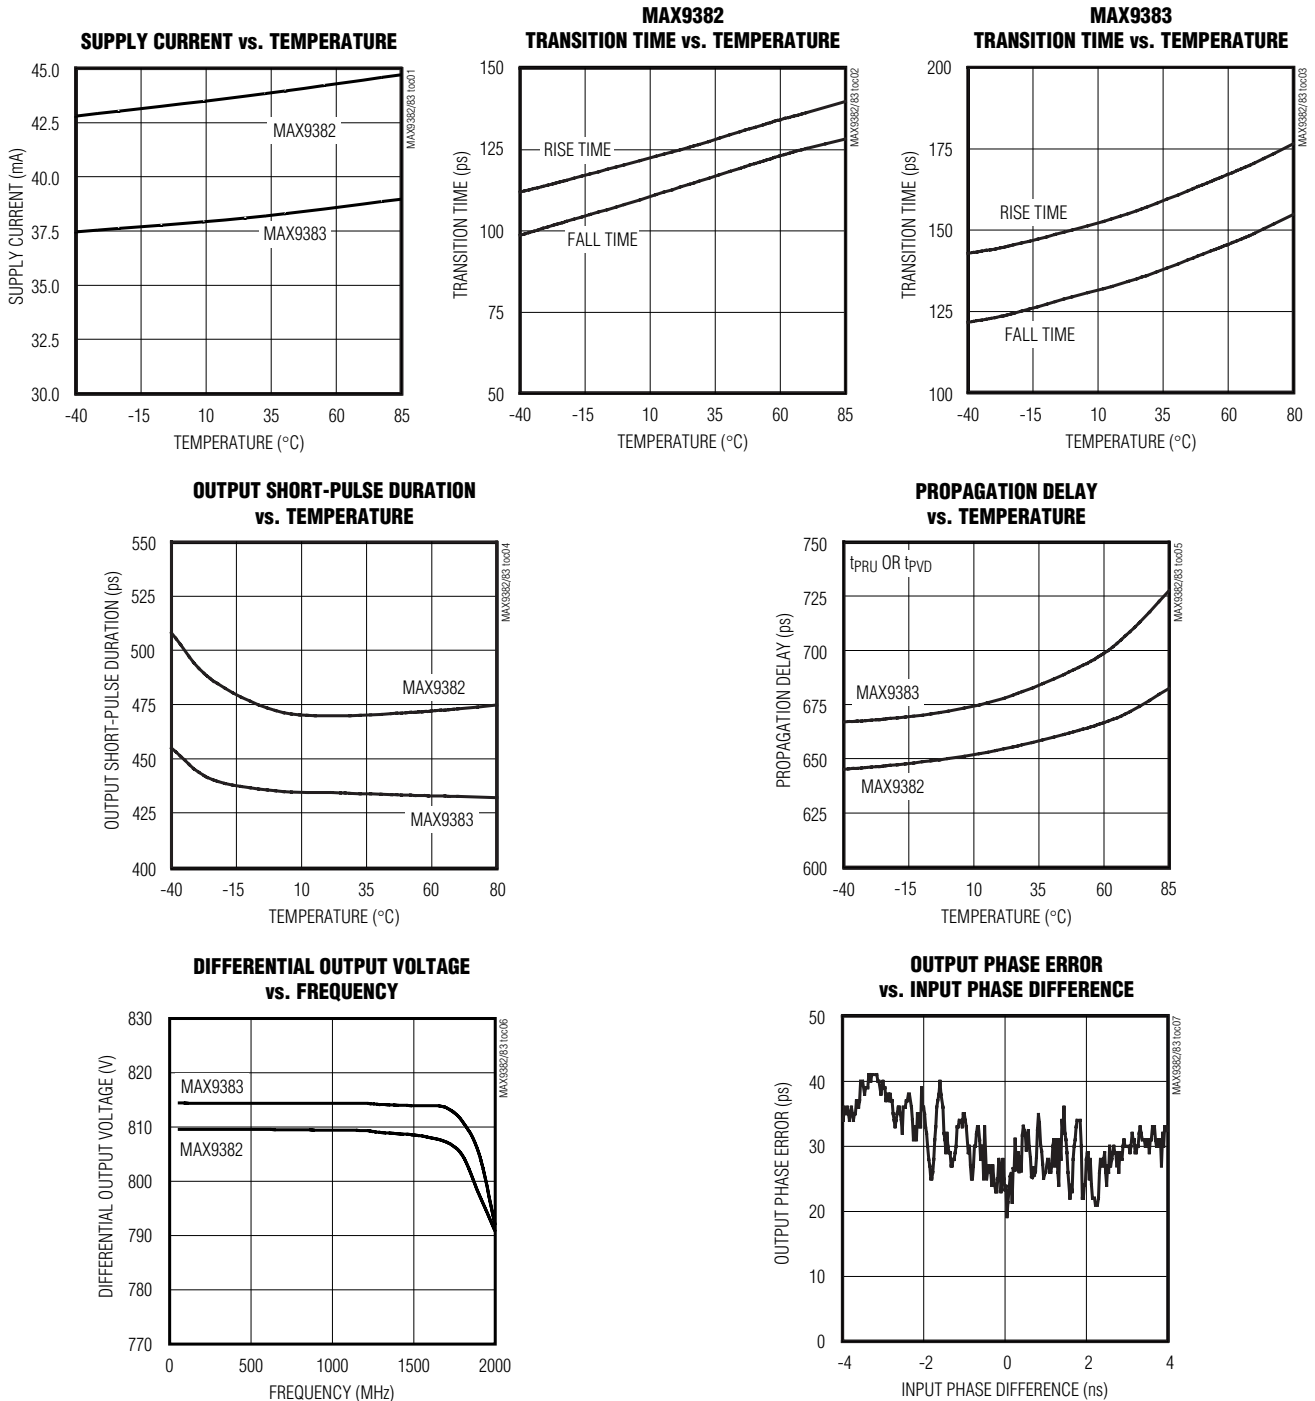 SUPPLY CURRENT vs. TEMPERATURE
45.0
42.5
40.0
37.5
35.0
32.5
30.0
SUPPLY CURRENT (mA)
MAX9382
MAX9383
MAX9382/83 toc01
-40 -15 10 35 60 85
TEMPERATURE (°C)
MAX9382
TRANSITION TIME vs. TEMPERATURE
150
125
100
75
50
TRANSITION TIME (ps)
RISE TIME
FALL TIME
MAX9382/83 toc02
-40 -15 10 35 60 85
TEMPERATURE (°C)
MAX9383
TRANSITION TIME vs. TEMPERATURE
200
175
150
125
100
TRANSITION TIME (ps)
RISE TIME
FALL TIME
MAX9382/83 toc03
-40 -15 10 35 60 80
TEMPERATURE (°C)
OUTPUT SHORT-PULSE DURATION
vs. TEMPERATURE
550
525
500
475
450
425
400
OUTPUT SHORT-PULSE DURATION (ps)
MAX9382
MAX9383
MAX9382/83 toc04
-40 -15 10 35 60 80
TEMPERATURE (°C)
PROPAGATION DELAY
vs. TEMPERATURE
750
725
700
675
650
625
600
PROPAGATION DELAY (ps)
tPRU OR tPVD
MAX9383
MAX9382
MAX9382/83 toc05
-40 -15 10 35 60 85
TEMPERATURE (°C)
DIFFERENTIAL OUTPUT VOLTAGE
vs. FREQUENCY
830
820
810
800
790
780
770
DIFFERENTIAL OUTPUT VOLTAGE (V)
MAX9383
MAX9382
MAX9382/83 toc06
0 500 1000 1500 2000
FREQUENCY (MHz)
OUTPUT PHASE ERROR
vs. INPUT PHASE DIFFERENCE
50
40
30
20
10
0
OUTPUT PHASE ERROR (ps)
MAX9382/83 toc07
-4 -2 0 2 4
INPUT PHASE DIFFERENCE (ns)